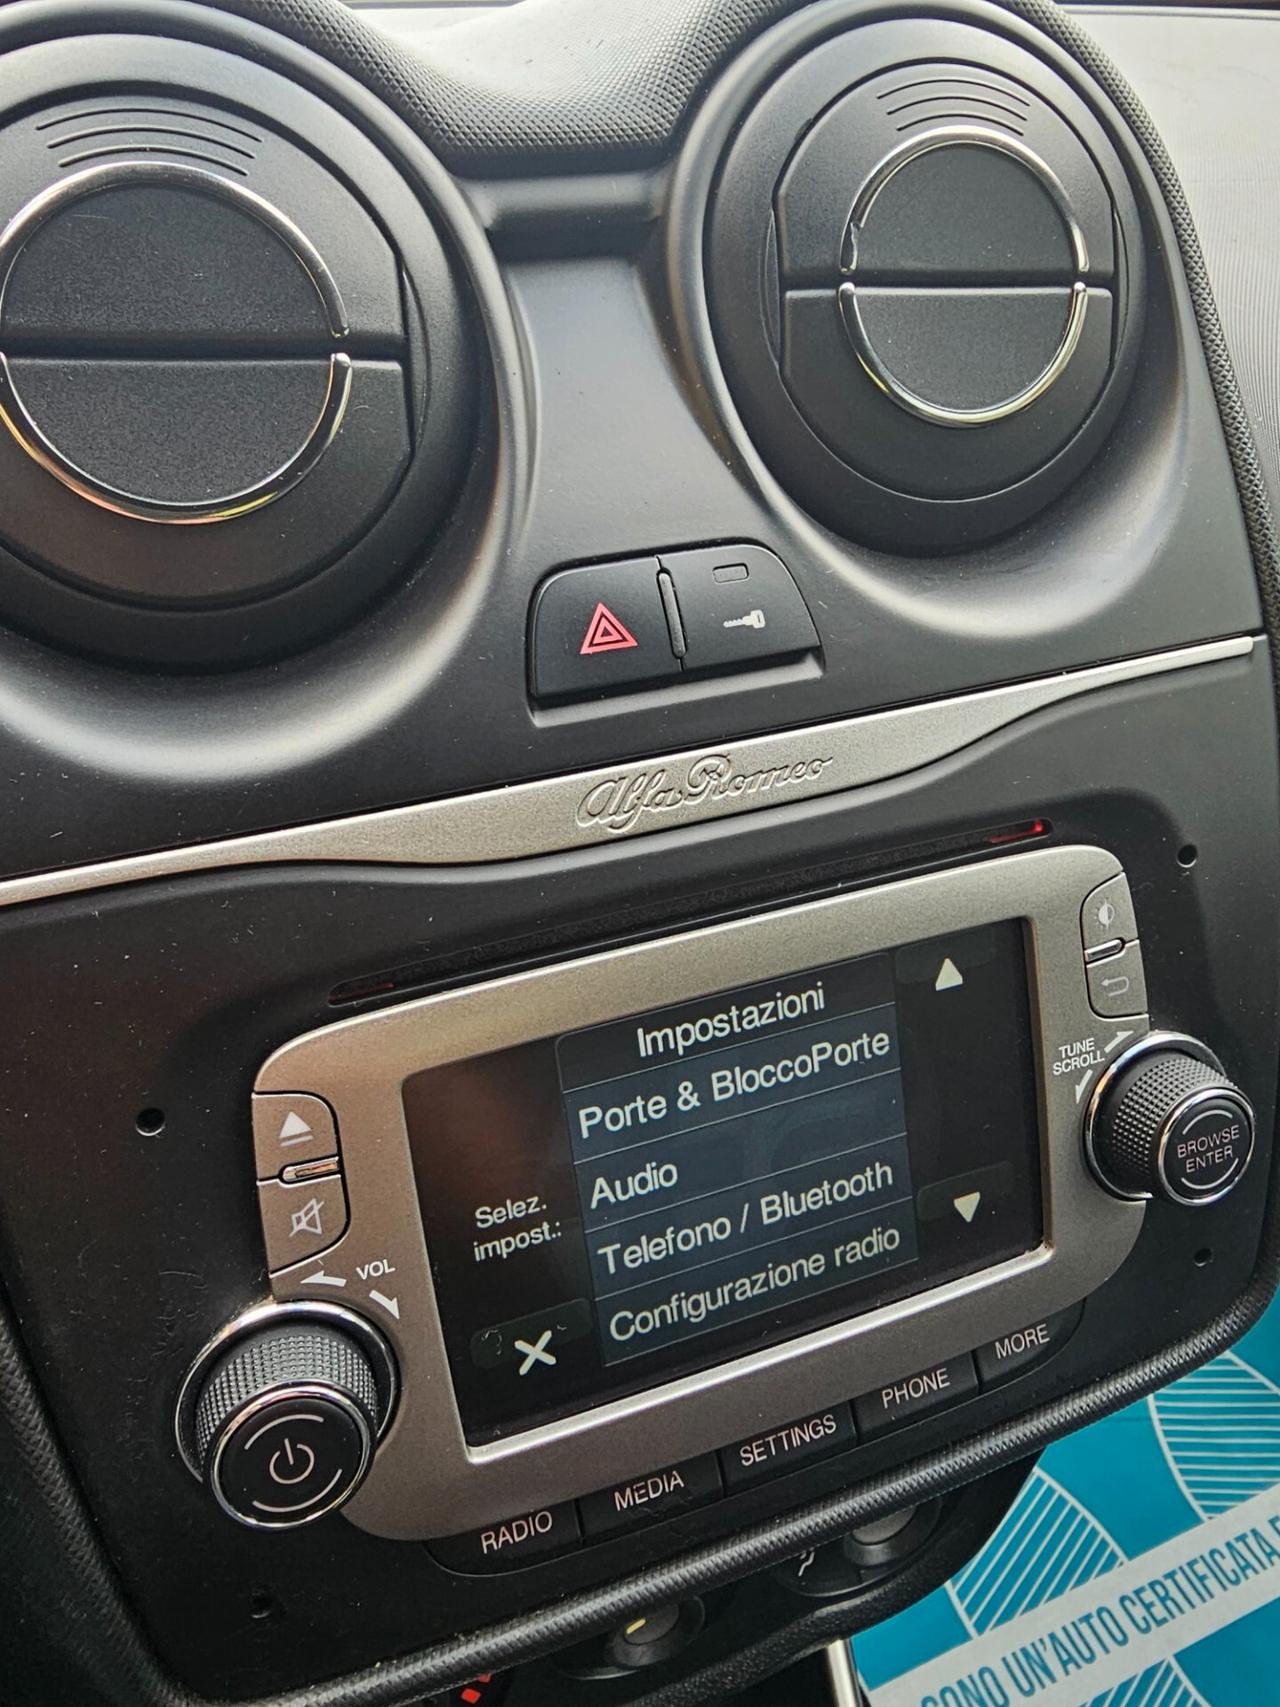 Alfa Romeo
Impostazioni
Porte & BloccoPorte
Audio
Telefono / Bluetooth
Configurazione radio
Selez.
impost.:
VOL
TUNE
SCROLL
BROWSE
ENTER
RADIO
MEDIA
SETTINGS
PHONE
MORE
SONO UN'AUTO CERTIFICATA